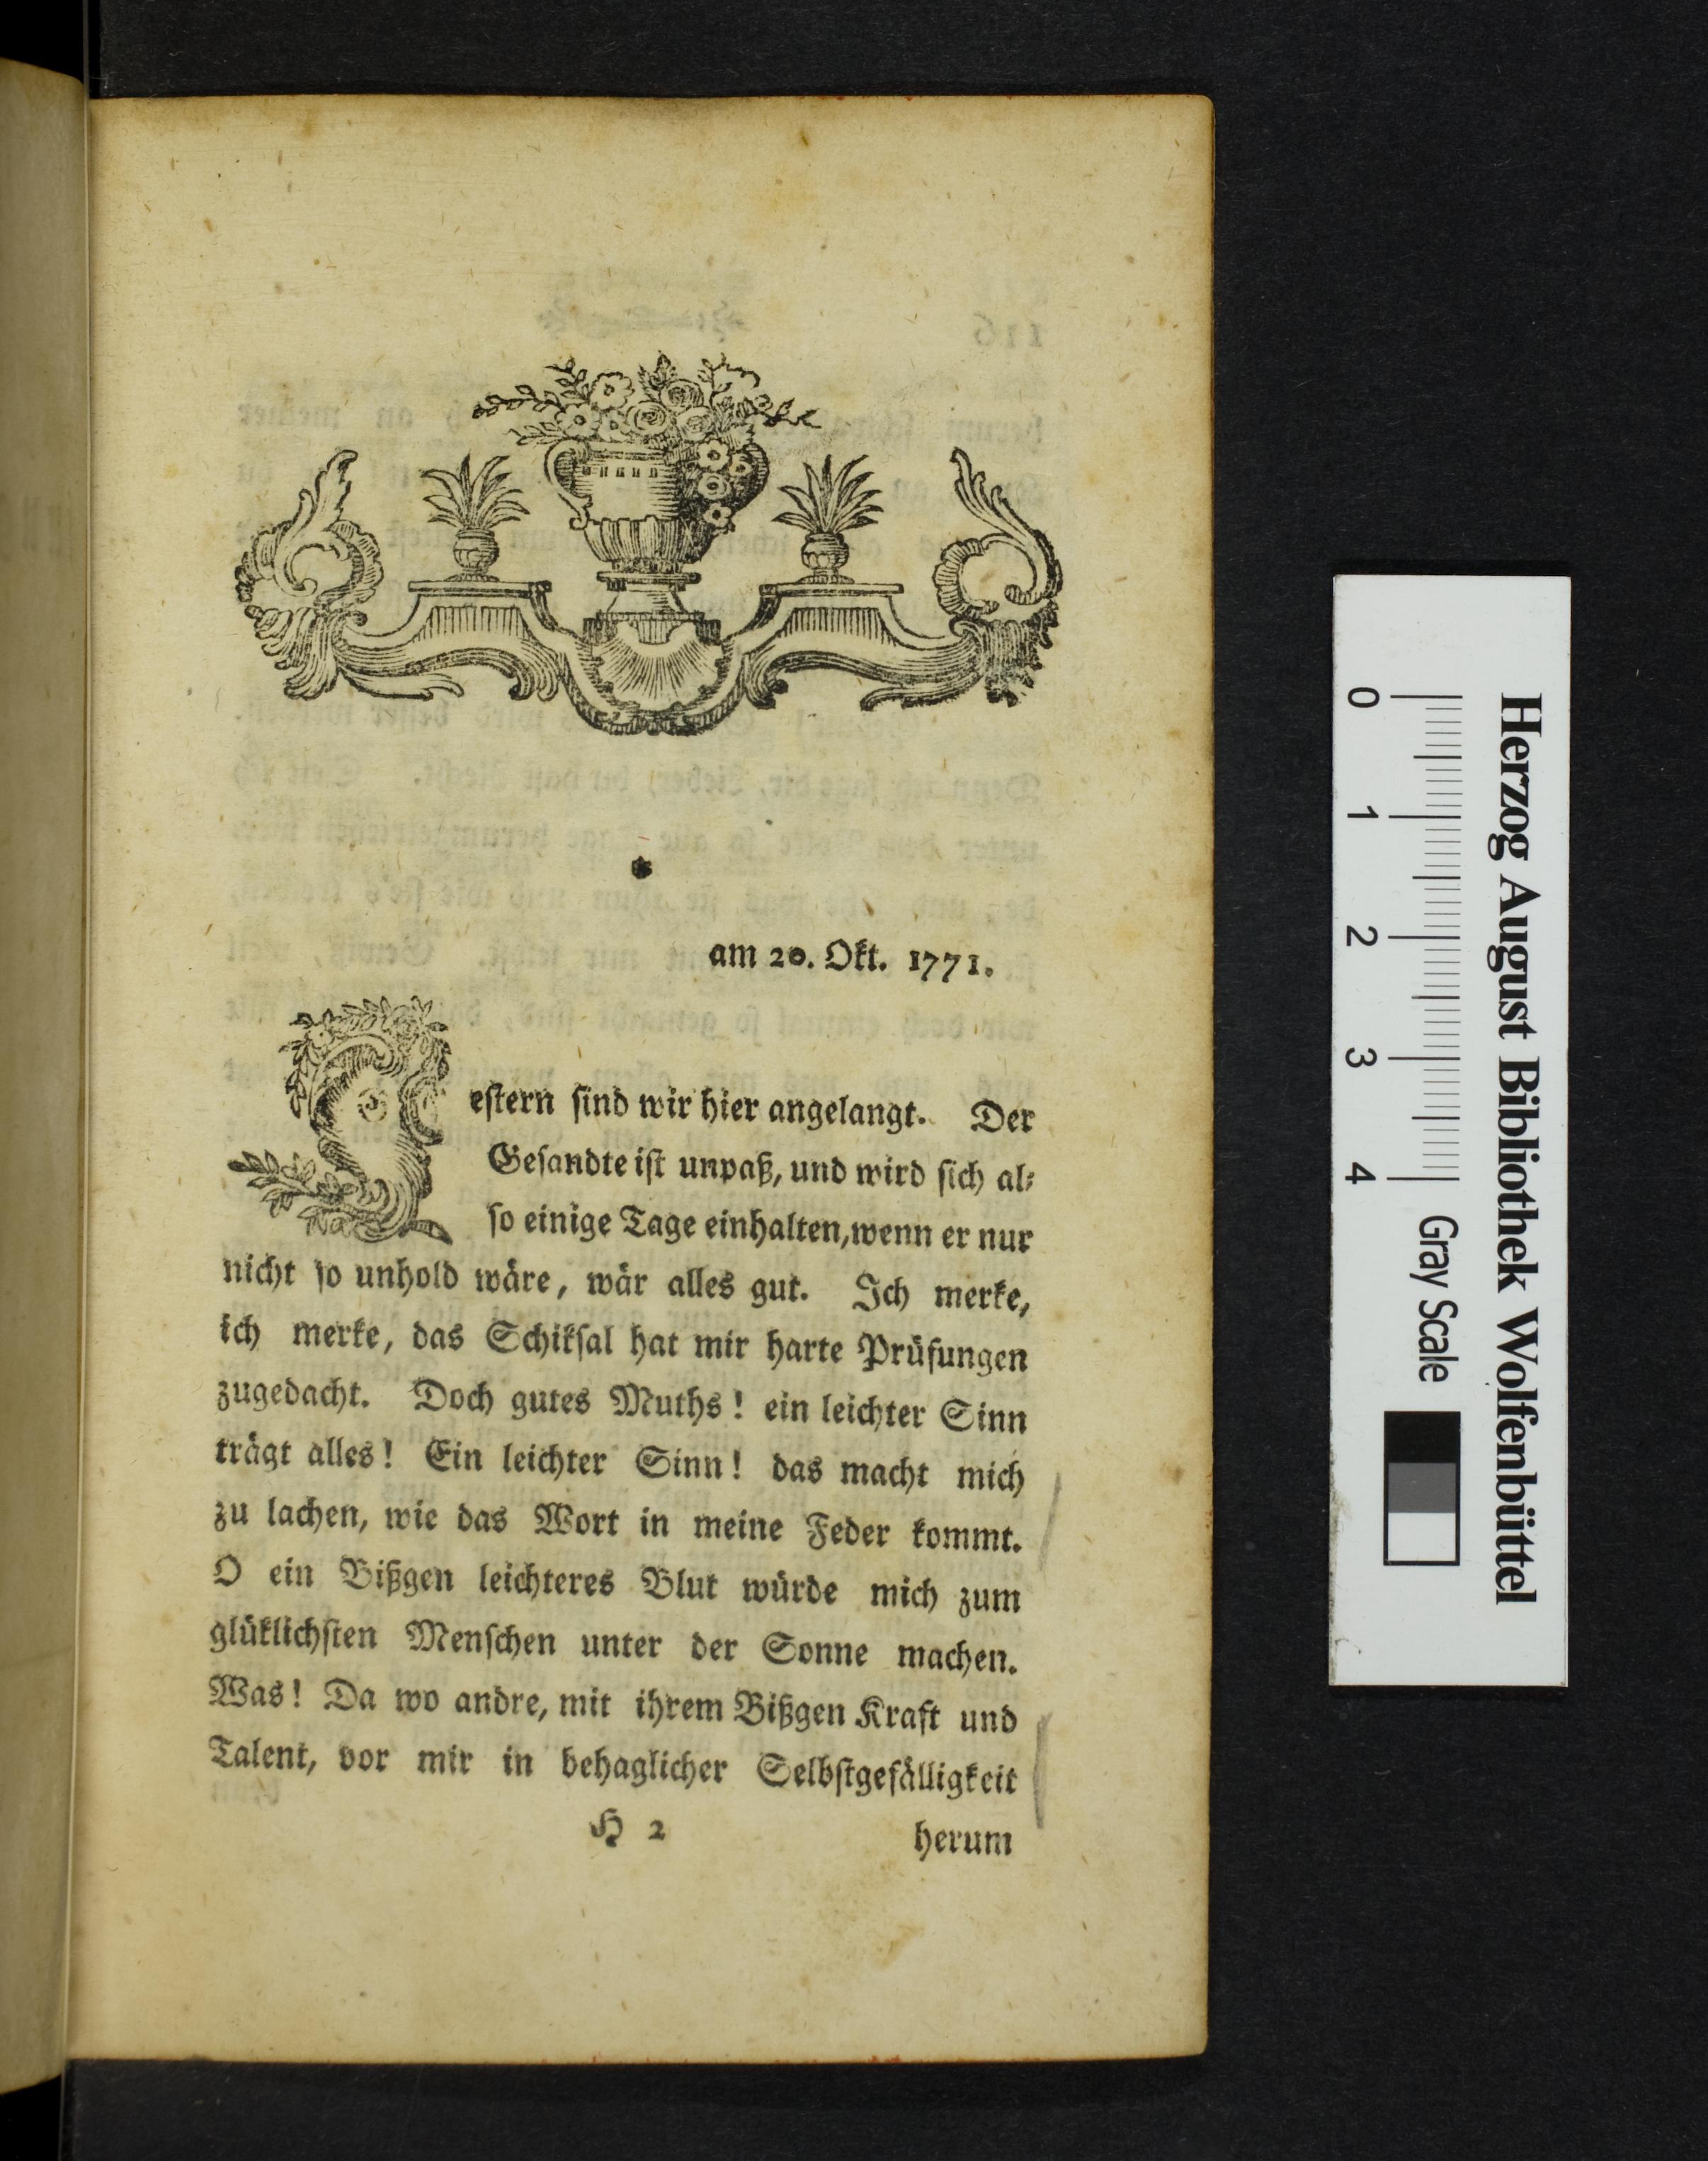 *
am 20. Okt. 1771.
Gestern ſind wir hier angelangt. Der
Geſandte iſt unpaß, und wird ſich al⸗
ſo einige Tage einhalten, wenn er nur
nicht ſo unhold wäre, wär alles gut. Ich merke,
ich merke, das Schikſal hat mir harte Prüfungen
zugedacht. Doch gutes Muths! ein leichter Sinn
trägt alles! Ein leichter Sinn! das macht mich
zu lachen, wie das Wort in meine Feder kommt.
O ein Bißgen leichteres Blut würde mich zum
glüklichſten Menſchen unter der Sonne machen.
Was! Da wo andre, mit ihrem Bißgen Kraft und
Talent, vor mir in behaglicher Selbſtgefälligkeit
H 2 herum
Herzog August Bibliothek Wolfenbüttel
0 1 2 3 4 Gray Scale